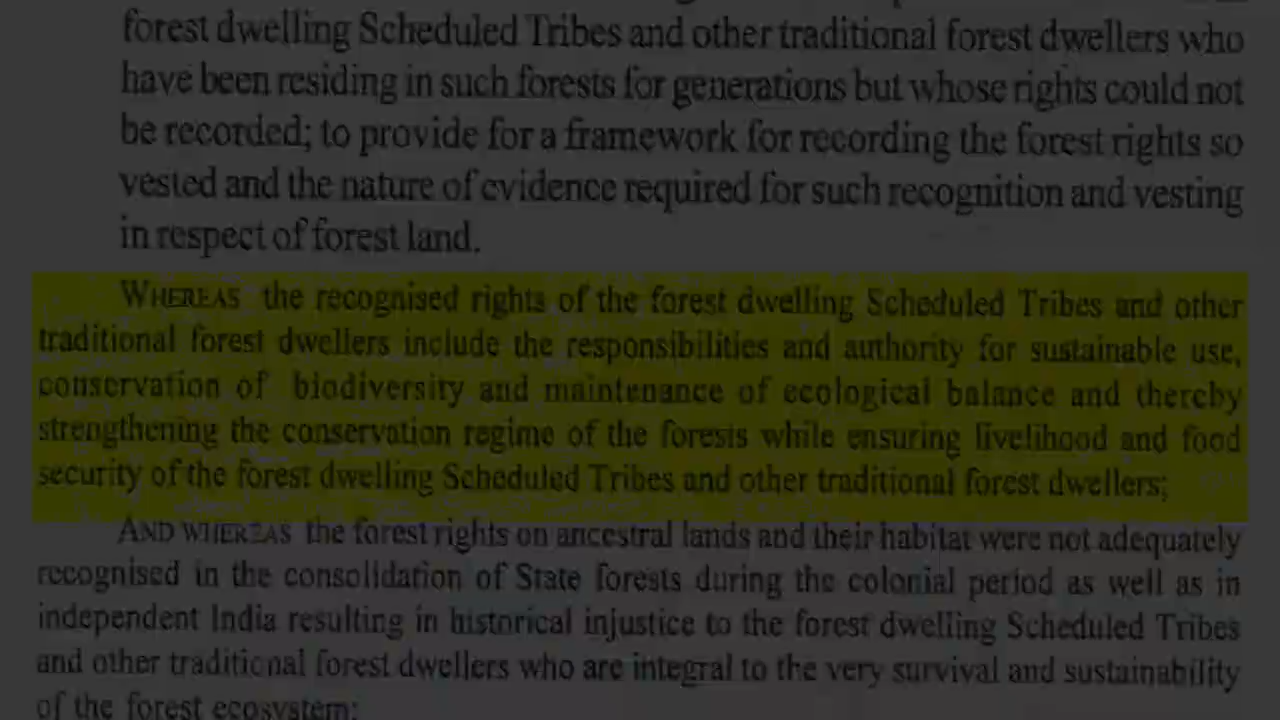 forest dwelling Scheduled Tribes and other traditional forest dwellers who
have been residing in such forests for generations but whose rights could not
be recorded; to provide for a framework for recording the forest rights so
vested and the nature of evidence required for such recognition and vesting
in respect of forest land.
WHEREAS the recognised rights of the forest dwelling Scheduled Tribes and other
traditional forest dwellers include the responsibilities and authority for sustainable use,
conservation of biodiversity and maintenance of ecological balance and thereby
strengthening the conservation regime of the forests while ensuring livelihood and food
security of the forest dwelling Scheduled Tribes and other traditional forest dwellers;
AND WHEREAS the forest rights on ancestral lands and their habitat were not adequately
recognised in the consolidation of State forests during the colonial period as well as in
independent India resulting in historical injustice to the forest dwelling Scheduled Tribes
and other traditional forest dwellers who are integral to the very survival and sustainability
of the forest ecosystem;